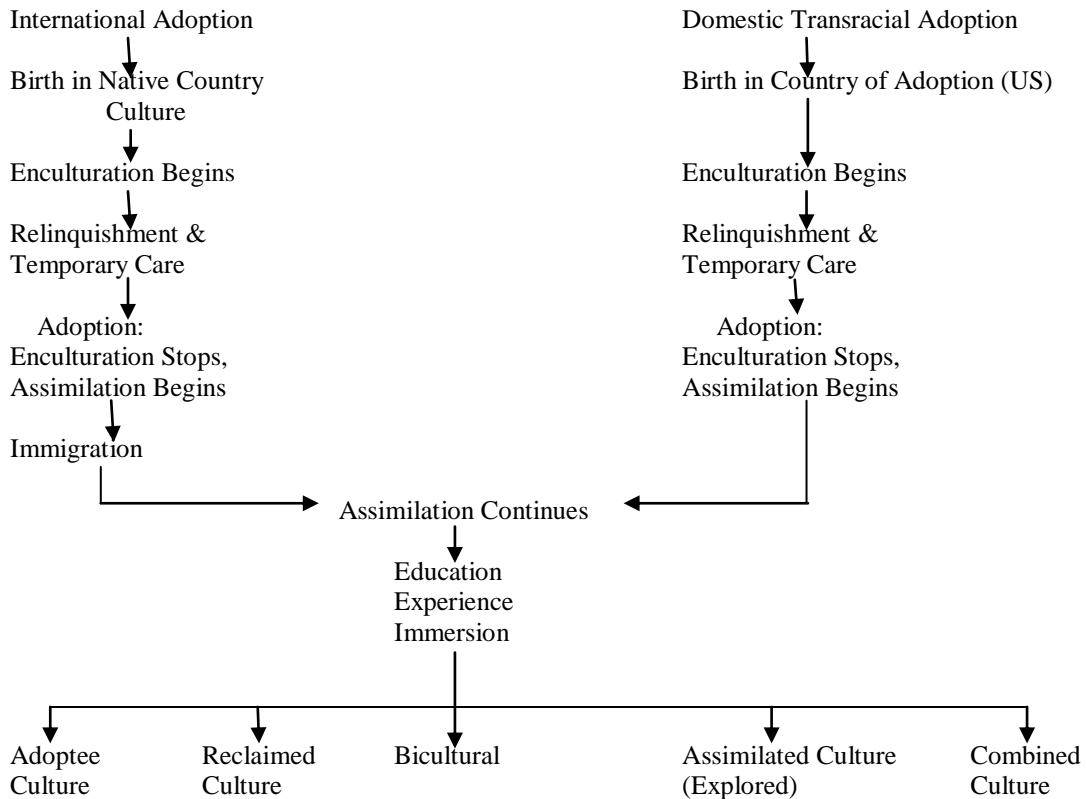 International Adoption
Domestic Transracial Adoption
Birth in Native Country
Culture
Birth in Country of Adoption (US)
Enculturation Begins
Enculturation Begins
Relinquishment &
Temporary Care
Relinquishment &
Temporary Care
Adoption:
Enculturation Stops,
Assimilation Begins
Adoption:
Enculturation Stops,
Assimilation Begins
Immigration
Assimilation Continues
Education
Experience
Immersion
Adoptee
Culture
Reclaimed
Culture
Bicultural
Assimilated Culture
(Explored)
Combined
Culture